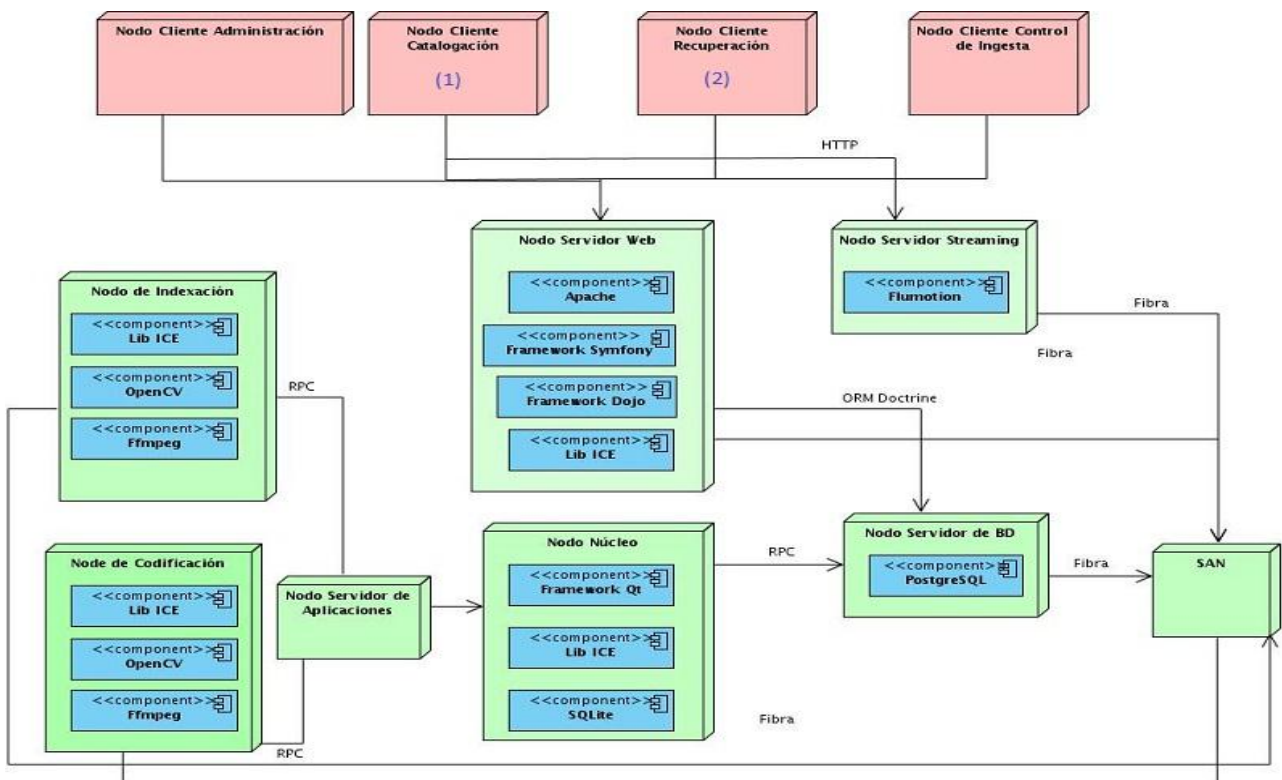 Nodo Cliente Administración
Nodo Cliente
Catalogación
(1)
Nodo Cliente
Recuperación
(2)
Nodo Cliente Control
de Ingesta
HTTP
Nodo Servidor Web
<<component>>
Apache
<<component>>
Framework Symfony
<<component>>
Framework Dojo
<<component>>
Lib ICE
Nodo Servidor Streaming
<<component>>
Flumotion
Fibra
Fibra
Nodo de Indexación
<<component>>
Lib ICE
<<component>>
OpenCV
<<component>>
Ffmpeg
RPC
ORM Doctrine
Node de Codificación
<<component>>
Lib ICE
<<component>>
OpenCV
<<component>>
Ffmpeg
RPC
Nodo Servidor de
Aplicaciones
Nodo Núcleo
<<component>>
Framework Qt
<<component>>
Lib ICE
<<component>>
SQLite
RPC
Nodo Servidor de BD
<<component>>
PostgreSQL
Fibra
SAN
Fibra